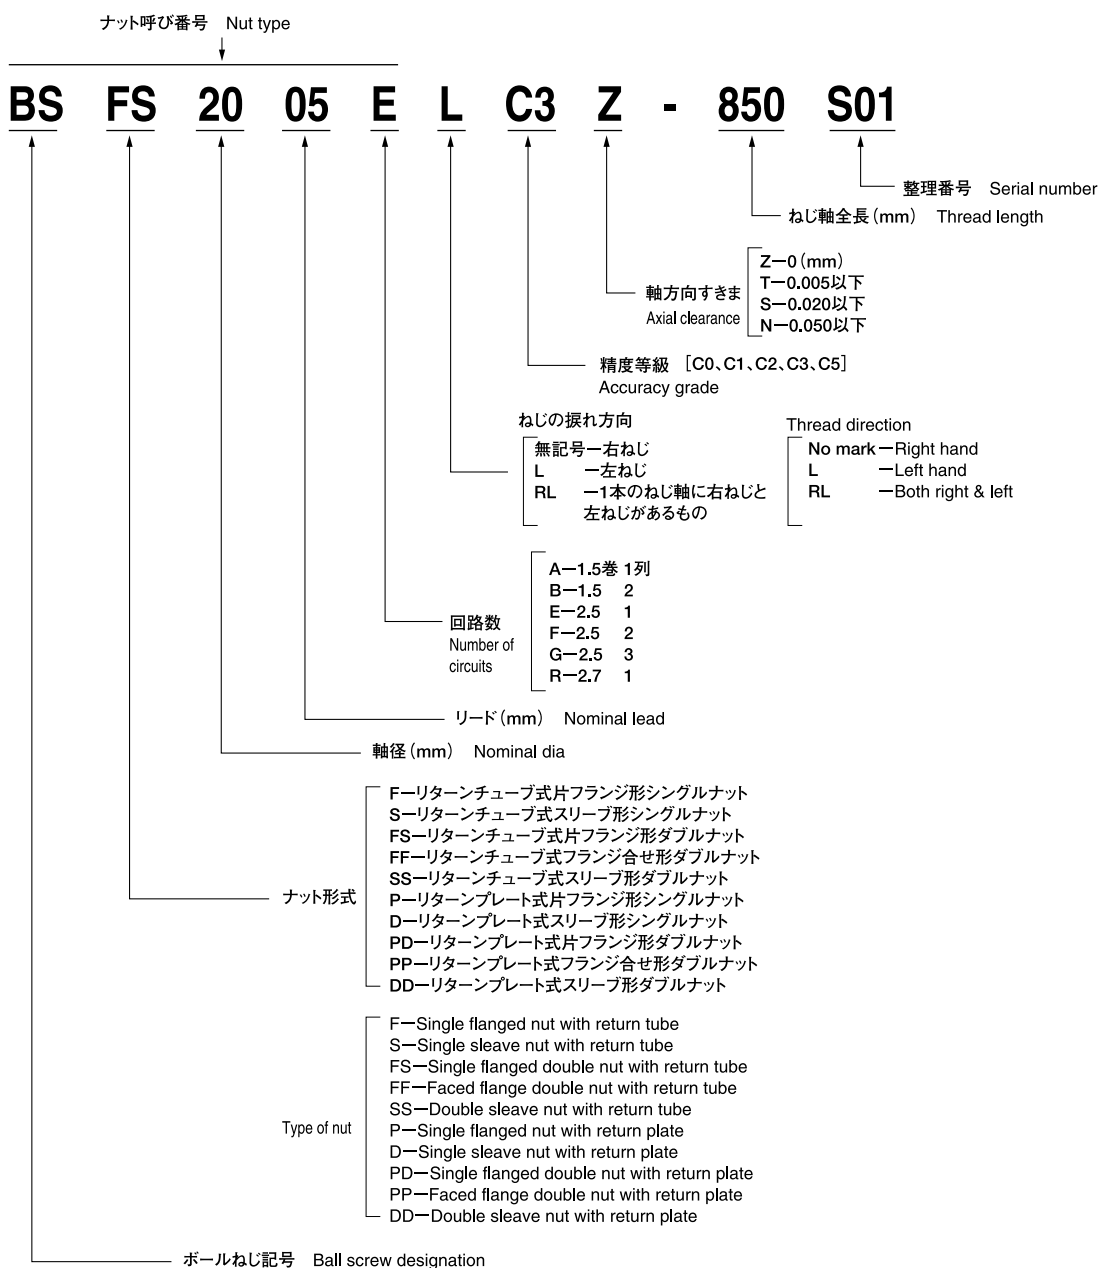 ナット呼び番号 Nut type
BS FS 20 05 E L C3 Z - 850 S01
整理番号 Serial number
ねじ軸全長(mm) Thread length
軸方向すきま
Axial clearance
Z—0(mm)
T—0.005以下
S—0.020以下
N—0.050以下
精度等級 [C0、C1、C2、C3、C5]
Accuracy grade
ねじの捩れ方向
無記号—右ねじ
L —左ねじ
RL —1本のねじ軸に右ねじと
左ねじがあるもの
Thread direction
No mark—Right hand
L —Left hand
RL —Both right & left
回路数
Number of
circuits
A—1.5巻 1列
B—1.5 2
E—2.5 1
F—2.5 2
G—2.5 3
R—2.7 1
リード(mm) Nominal lead
軸径(mm) Nominal dia
ナット形式
F—リターンチューブ式片フランジ形シングルナット
S—リターンチューブ式スリーブ形シングルナット
FS—リターンチューブ式片フランジ形ダブルナット
FF—リターンチューブ式フランジ合せ形ダブルナット
SS—リターンチューブ式スリーブ形ダブルナット
P—リターンプレート式片フランジ形シングルナット
D—リターンプレート式スリーブ形シングルナット
PD—リターンプレート式片フランジ形ダブルナット
PP—リターンプレート式フランジ合せ形ダブルナット
DD—リターンプレート式スリーブ形ダブルナット
Type of nut
F—Single flanged nut with return tube
S—Single sleave nut with return tube
FS—Single flanged double nut with return tube
FF—Faced flange double nut with return tube
SS—Double sleave nut with return tube
P—Single flanged nut with return plate
D—Single sleave nut with return plate
PD—Single flanged double nut with return plate
PP—Faced flange double nut with return plate
DD—Double sleave nut with return plate
ボールねじ記号 Ball screw designation